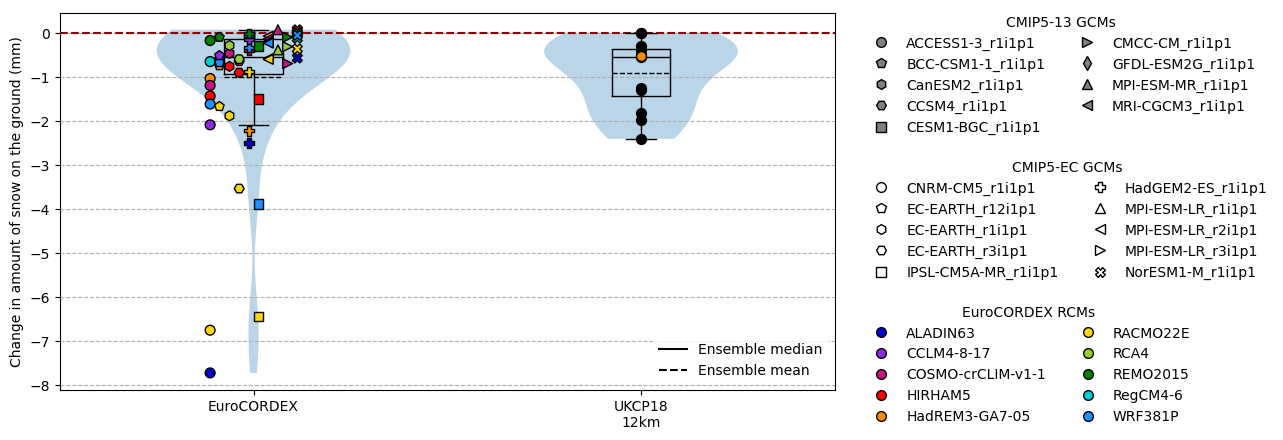 Change in amount of snow on the ground (mm)
0
−1
−2
−3
−4
−5
−6
−7
−8
EuroCORDEX
UKCP18
12km
Ensemble median
Ensemble mean
CMIP5-13 GCMs
ACCESS1-3_r1i1p1
BCC-CSM1-1_r1i1p1
CanESM2_r1i1p1
CCSM4_r1i1p1
CESM1-BGC_r1i1p1
CMCC-CM_r1i1p1
GFDL-ESM2G_r1i1p1
MPI-ESM-MR_r1i1p1
MRI-CGCM3_r1i1p1
CMIP5-EC GCMs
CNRM-CM5_r1i1p1
EC-EARTH_r12i1p1
EC-EARTH_r1i1p1
EC-EARTH_r3i1p1
IPSL-CM5A-MR_r1i1p1
HadGEM2-ES_r1i1p1
MPI-ESM-LR_r1i1p1
MPI-ESM-LR_r2i1p1
MPI-ESM-LR_r3i1p1
NorESM1-M_r1i1p1
EuroCORDEX RCMs
ALADIN63
CCLM4-8-17
COSMO-crCLIM-v1-1
HIRHAM5
HadREM3-GA7-05
RACMO22E
RCA4
REMO2015
RegCM4-6
WRF381P